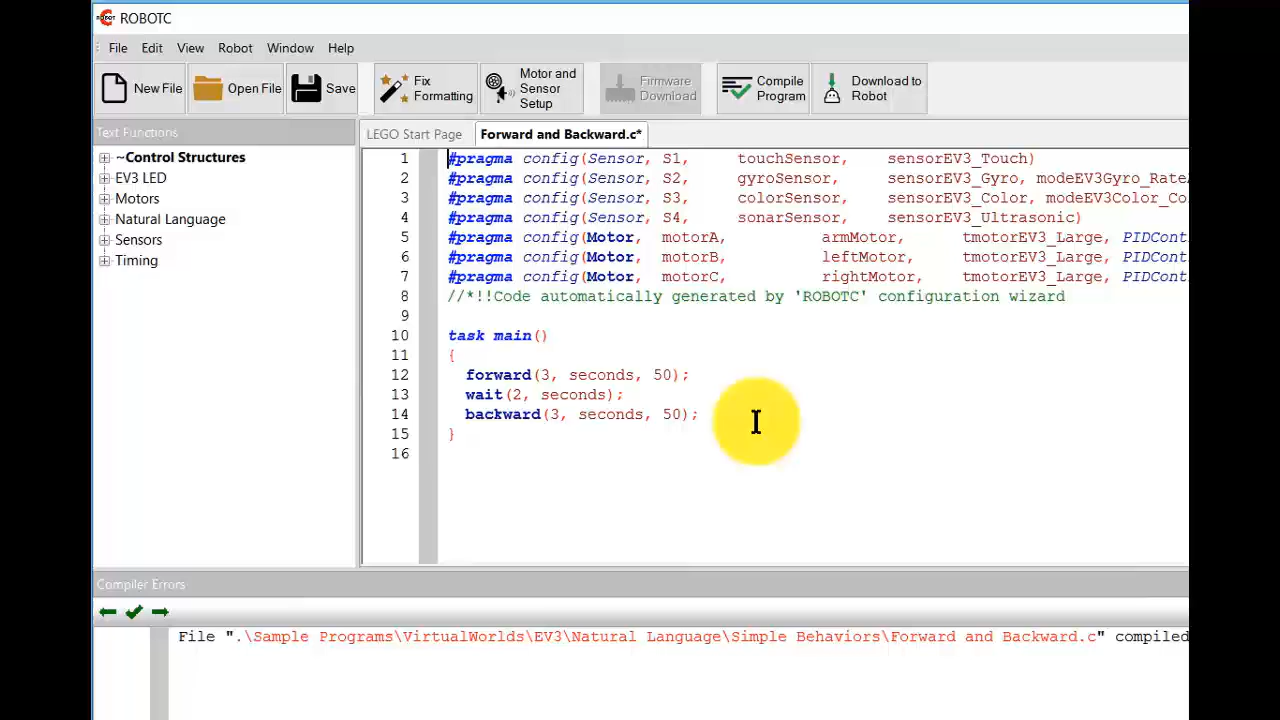 ROBOTC
File Edit View Robot Window Help
New File Open File Save Fix Formatting Motor and Sensor Setup Firmware Download Compile Program Download to Robot
Text Functions
LEGO Start Page Forward and Backward.c*
~Control Structures
EV3 LED
Motors
Natural Language
Sensors
Timing
1 #pragma config(Sensor, S1, touchSensor, sensorEV3_Touch)
2 #pragma config(Sensor, S2, gyroSensor, sensorEV3_Gyro, modeEV3Gyro_Rate
3 #pragma config(Sensor, S3, colorSensor, sensorEV3_Color, modeEV3Color_Co
4 #pragma config(Sensor, S4, sonarSensor, sensorEV3_Ultrasonic)
5 #pragma config(Motor, motorA, armMotor, tmotorEV3_Large, PIDCont
6 #pragma config(Motor, motorB, leftMotor, tmotorEV3_Large, PIDCont
7 #pragma config(Motor, motorC, rightMotor, tmotorEV3_Large, PIDCont
8 //*!!Code automatically generated by 'ROBOTC' configuration wizard
9
10 task main()
11 {
12 forward(3, seconds, 50);
13 wait(2, seconds);
14 backward(3, seconds, 50);
15 }
16
Compiler Errors
File ".\Sample Programs\VirtualWorlds\EV3\Natural Language\Simple Behaviors\Forward and Backward.c" compiled